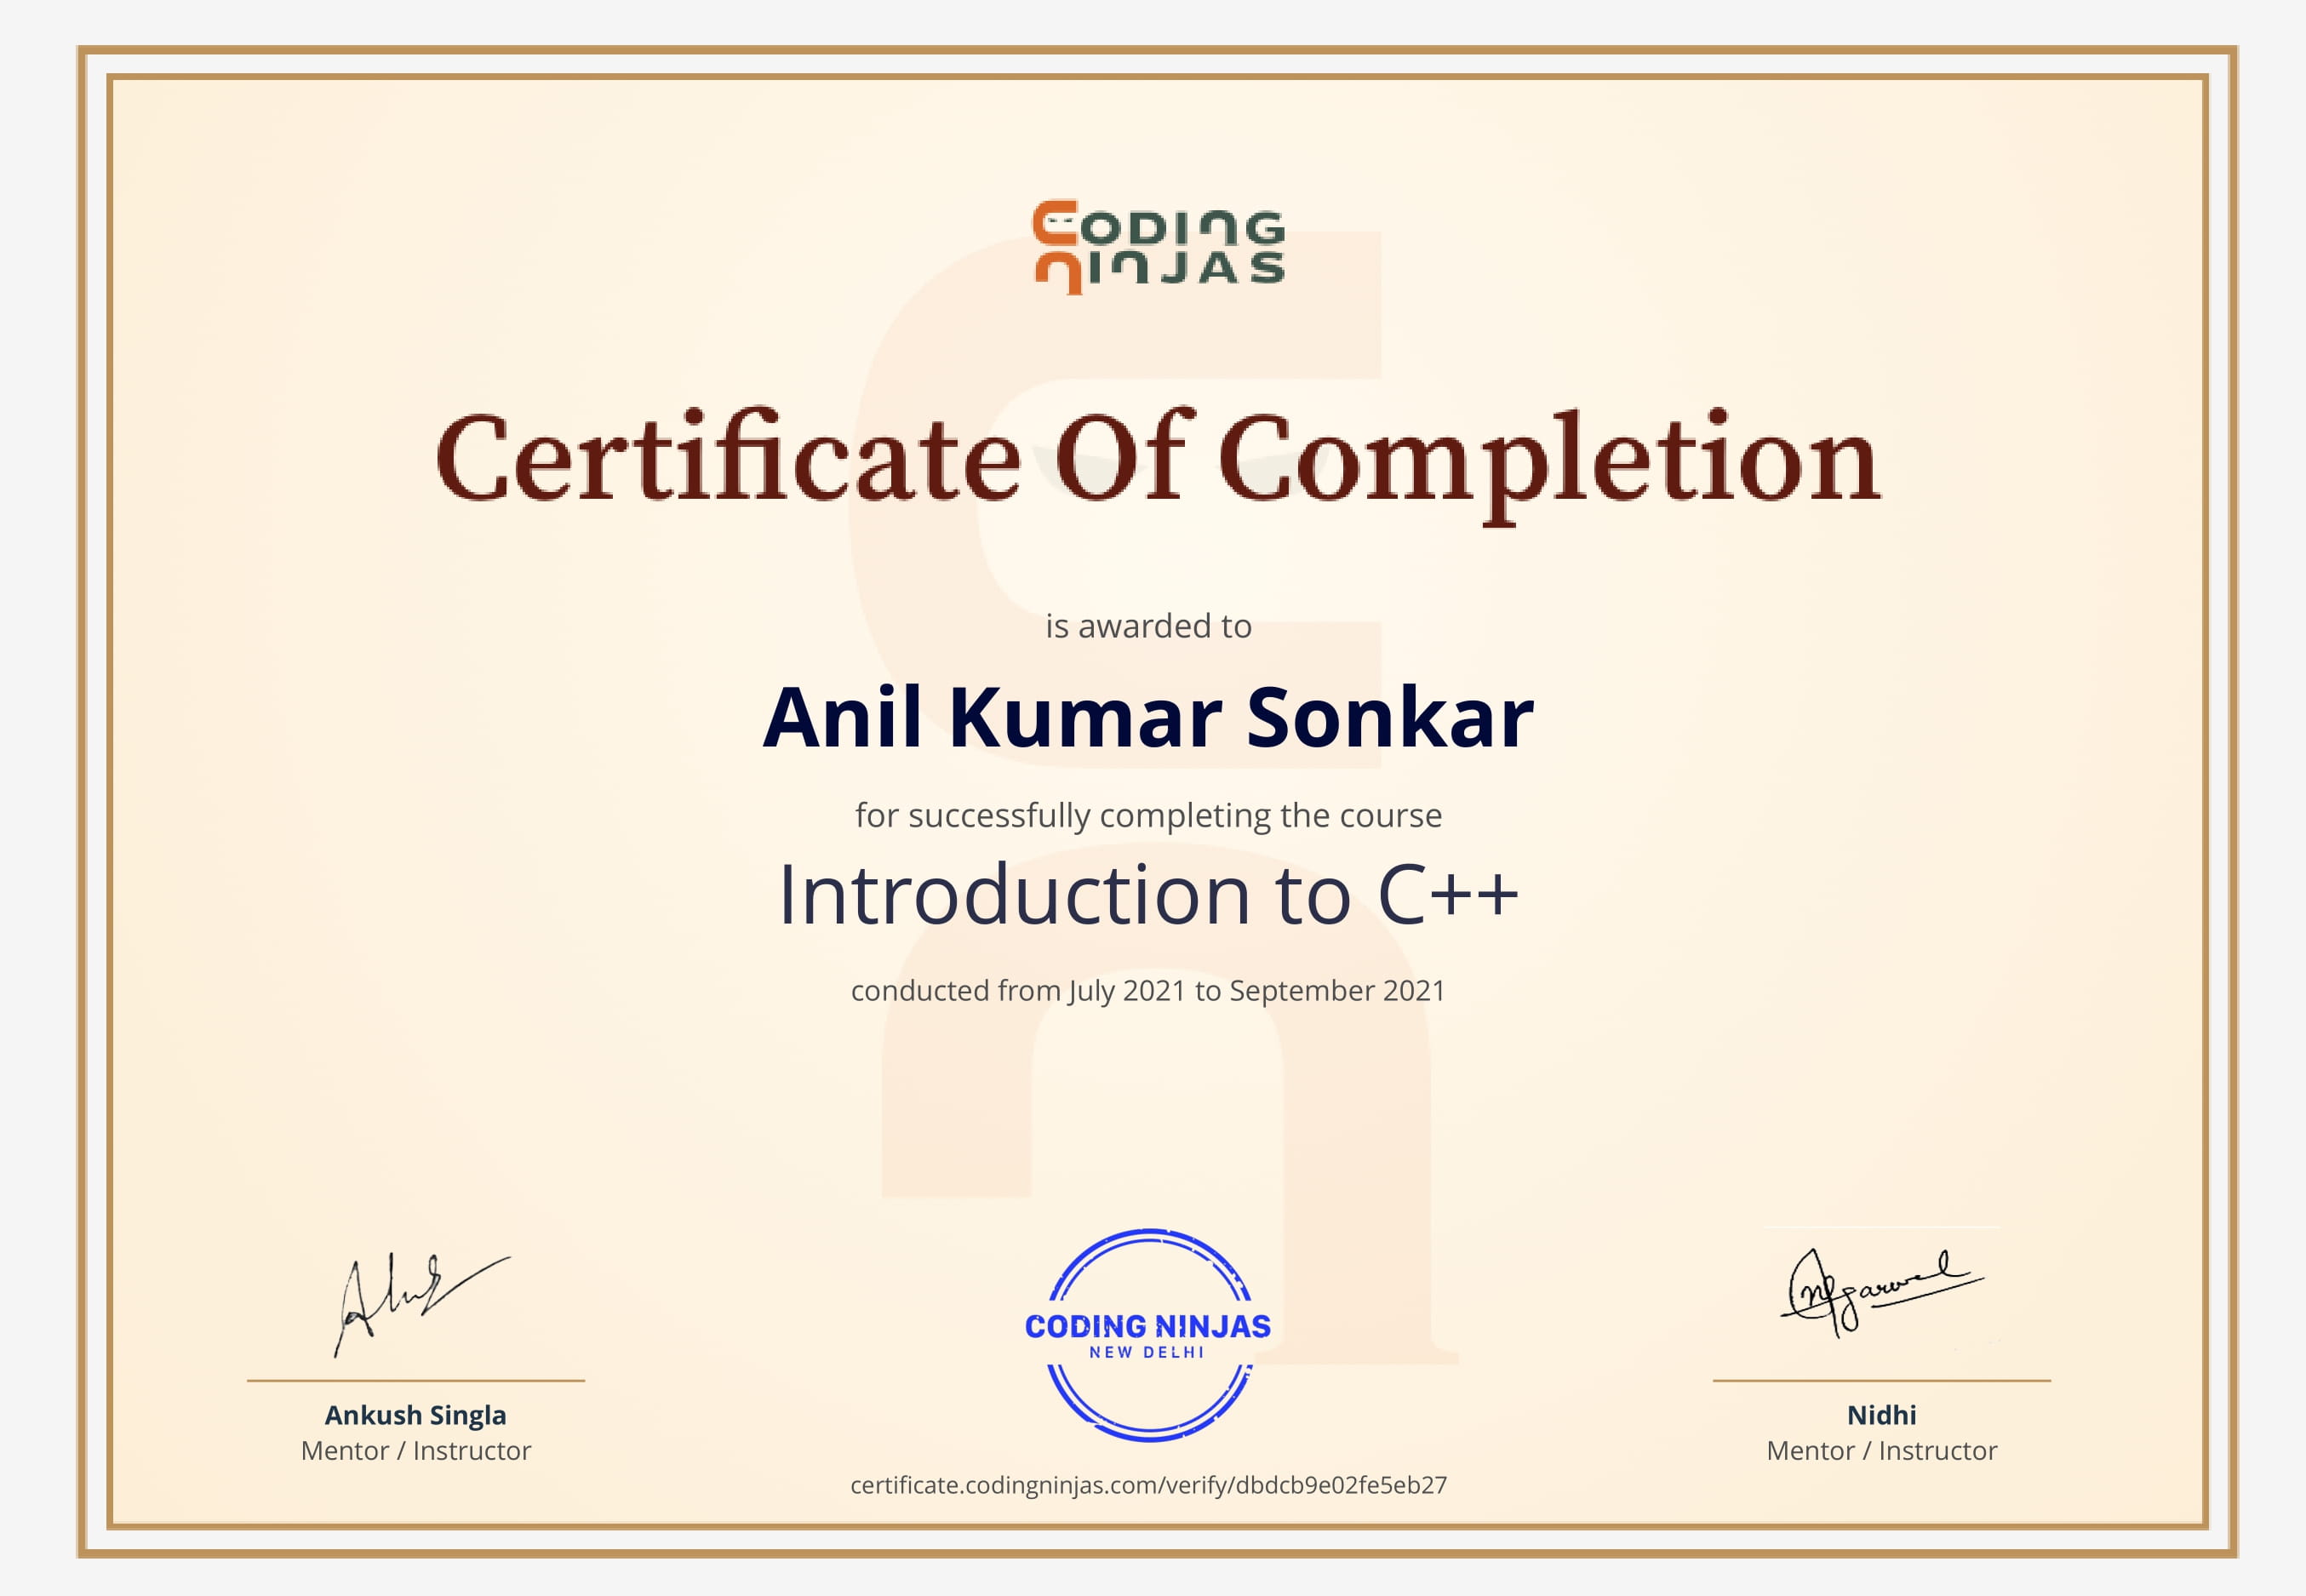 CODING
NINJAS
Certificate Of Completion
is awarded to
Anil Kumar Sonkar
for successfully completing the course
Introduction to C++
conducted from July 2021 to September 2021
CODING NINJAS
NEW DELHI
Agarwal
Ankush Singla
Mentor / Instructor
Nidhi
Mentor / Instructor
certificate.codingninjas.com/verify/dbdcb9e02fe5eb27